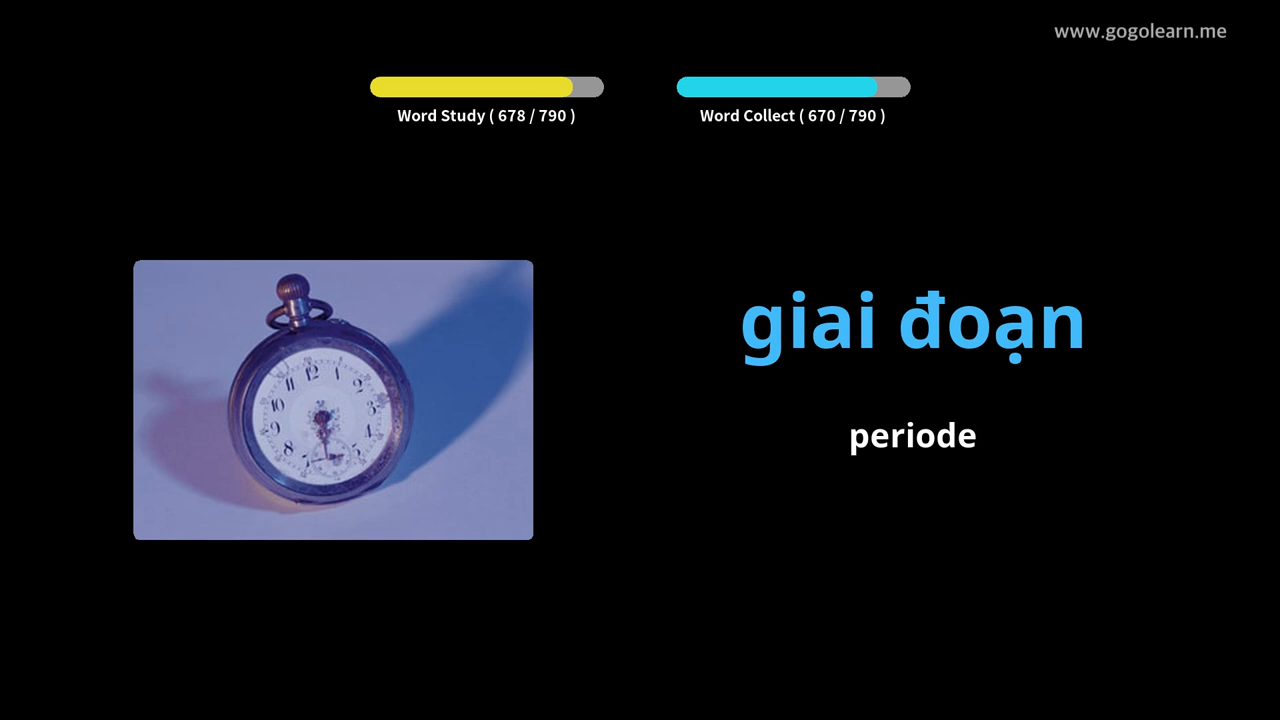 www.gogolearn.me
Word Study ( 678 / 790 )
Word Collect ( 670 / 790 )
giai đoạn
periode